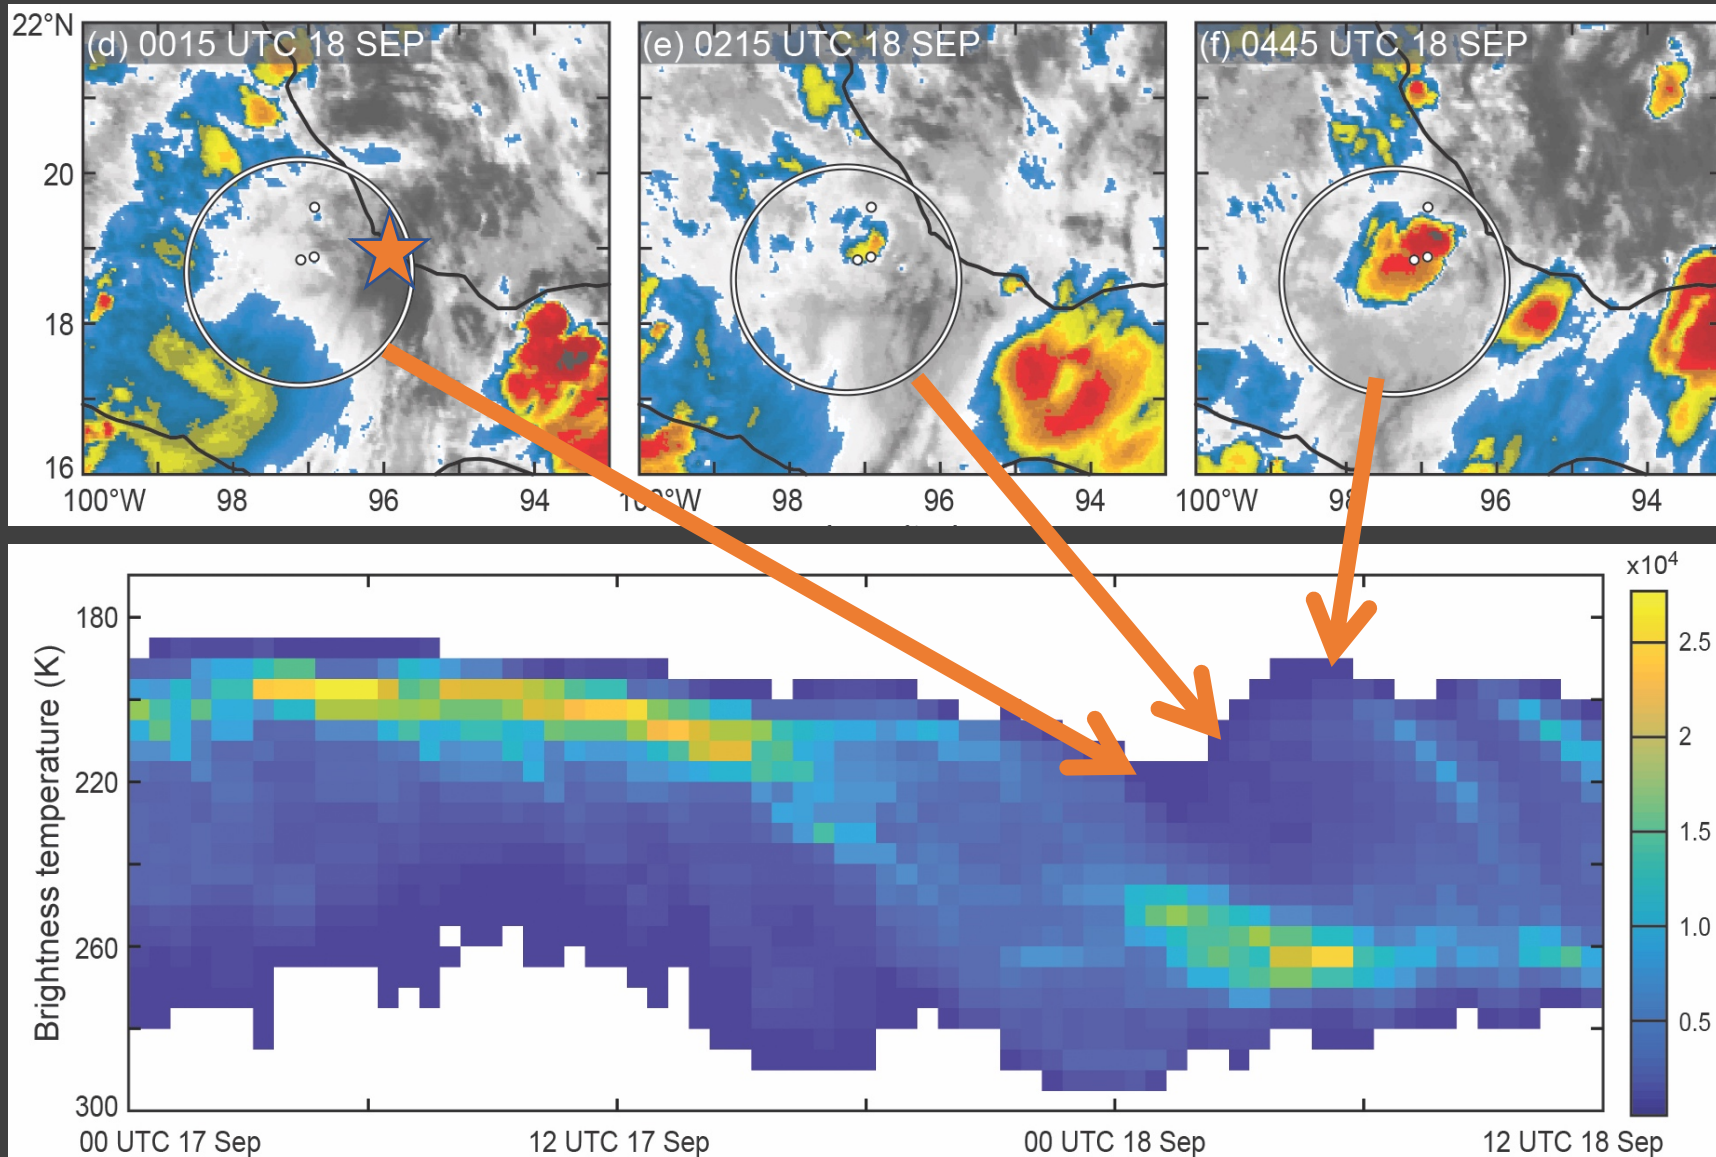 22°N
(d) 0015 UTC 18 SEP
(e) 0215 UTC 18 SEP
(f) 0445 UTC 18 SEP
20
18
16
100°W 98 96 94
100°W 98 96 94
100°W 98 96 94
x10⁴
180
220
260
300
Brightness temperature (K)
2.5
2
1.5
1.0
0.5
00 UTC 17 Sep
12 UTC 17 Sep
00 UTC 18 Sep
12 UTC 18 Sep